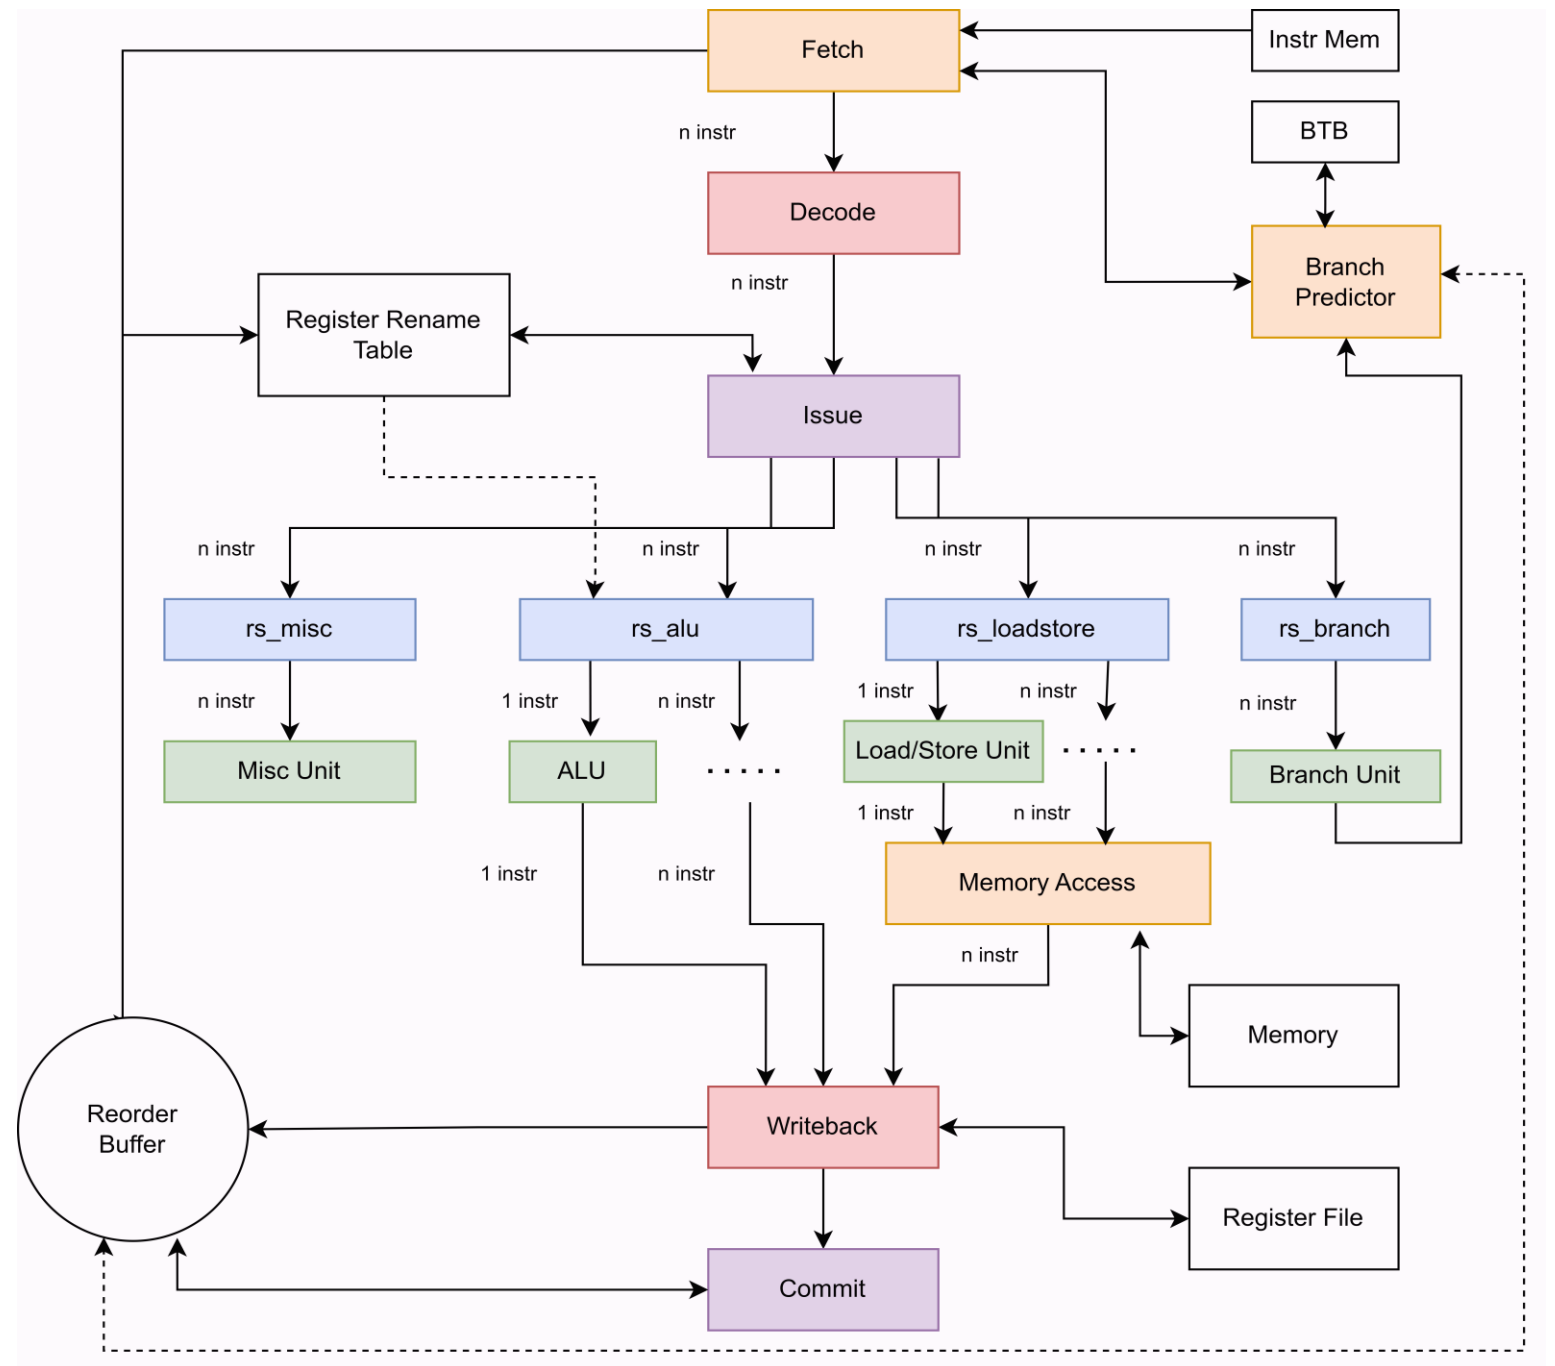 Fetch
Instr Mem
n instr
BTB
Decode
Branch
Predictor
n instr
Register Rename
Table
Issue
n instr
n instr
n instr
n instr
rs_misc
rs_alu
rs_loadstore
rs_branch
n instr
1 instr
n instr
1 instr
n instr
n instr
Misc Unit
ALU
.....
Load/Store Unit
.....
Branch Unit
1 instr
n instr
1 instr
n instr
Memory Access
n instr
Memory
Reorder
Buffer
Writeback
Register File
Commit